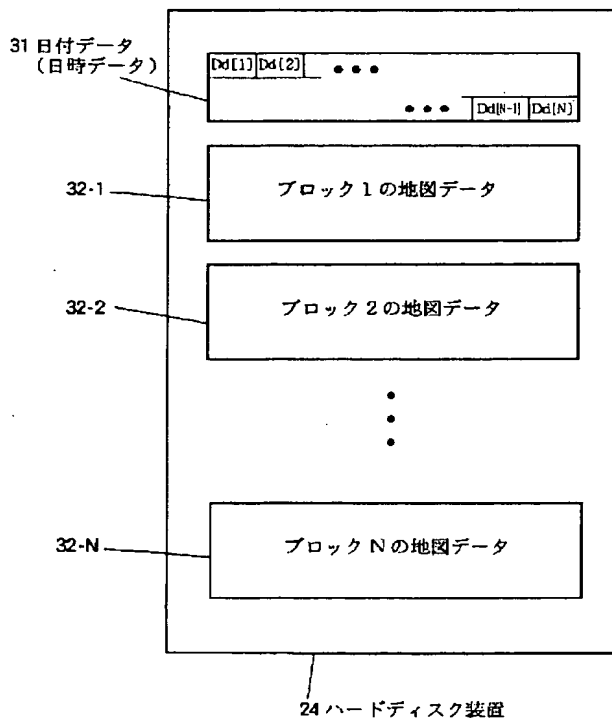 31 日付データ
(日時データ)
Dd[1] Dd[2] •••
••• Dd[N-1] Dd[N]
32-1
ブロック1の地図データ
32-2
ブロック2の地図データ
32-N
ブロックNの地図データ
24 ハードディスク装置